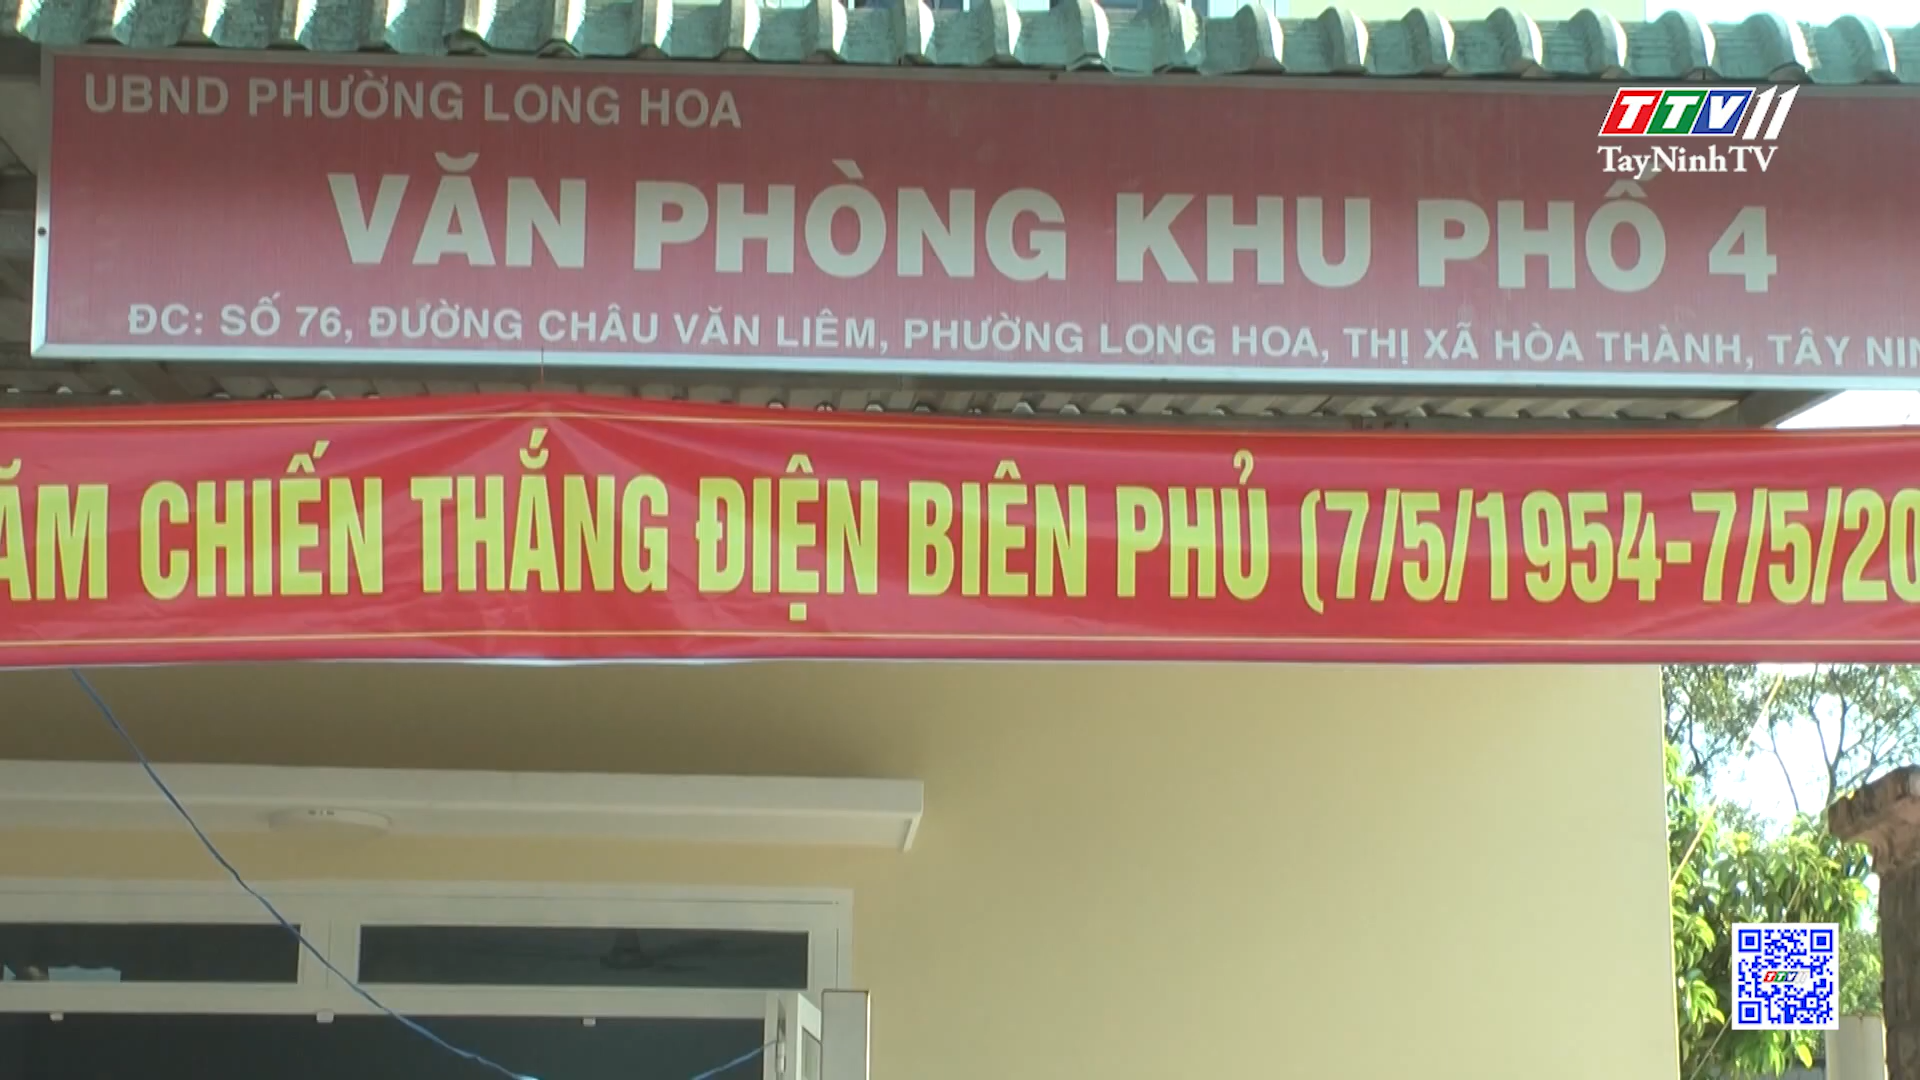 UBND PHƯỜNG LONG HOA
TTV11
TayNinhTV
VĂN PHÒNG KHU PHỐ 4
ĐC: SỐ 76, ĐƯỜNG CHÂU VĂN LIÊM, PHƯỜNG LONG HOA, THỊ XÃ HÒA THÀNH, TÂY NIN
ĂM CHIẾN THẮNG ĐIỆN BIÊN PHỦ (7/5/1954-7/5/20
TTV11